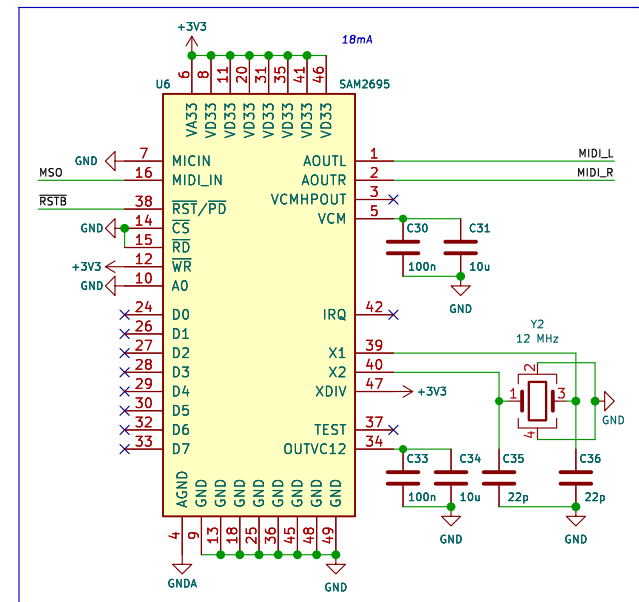 +3V3
18mA
U6
SAM2695
6
8
11
20
31
35
41
46
VA33
VD33
VD33
VD33
VD33
VD33
VD33
VD33
GND 7 MICIN
MSO 16 MIDI_IN
RSTB 38 RST/PD
GND 14 CS
15 RD
+3V3 12 WR
GND 10 A0
24 D0
26 D1
27 D2
28 D3
29 D4
30 D5
32 D6
33 D7
AOUTL 1 MIDI_L
AOUTR 2 MIDI_R
VCMHPOUT 3
VCM 5
C30
100n
C31
10u
GND
IRQ 42
X1 39
X2 40
XDIV 47 +3V3
TEST 37
OUTVC12 34
Y2
12 MHz
2
1
3
4
GND
C33
100n
C34
10u
GND
C35
22p
C36
22p
GND
AGND
GND
GND
GND
GND
GND
GND
GND
GND
4
9
13
18
25
36
45
48
49
GNDA
GND